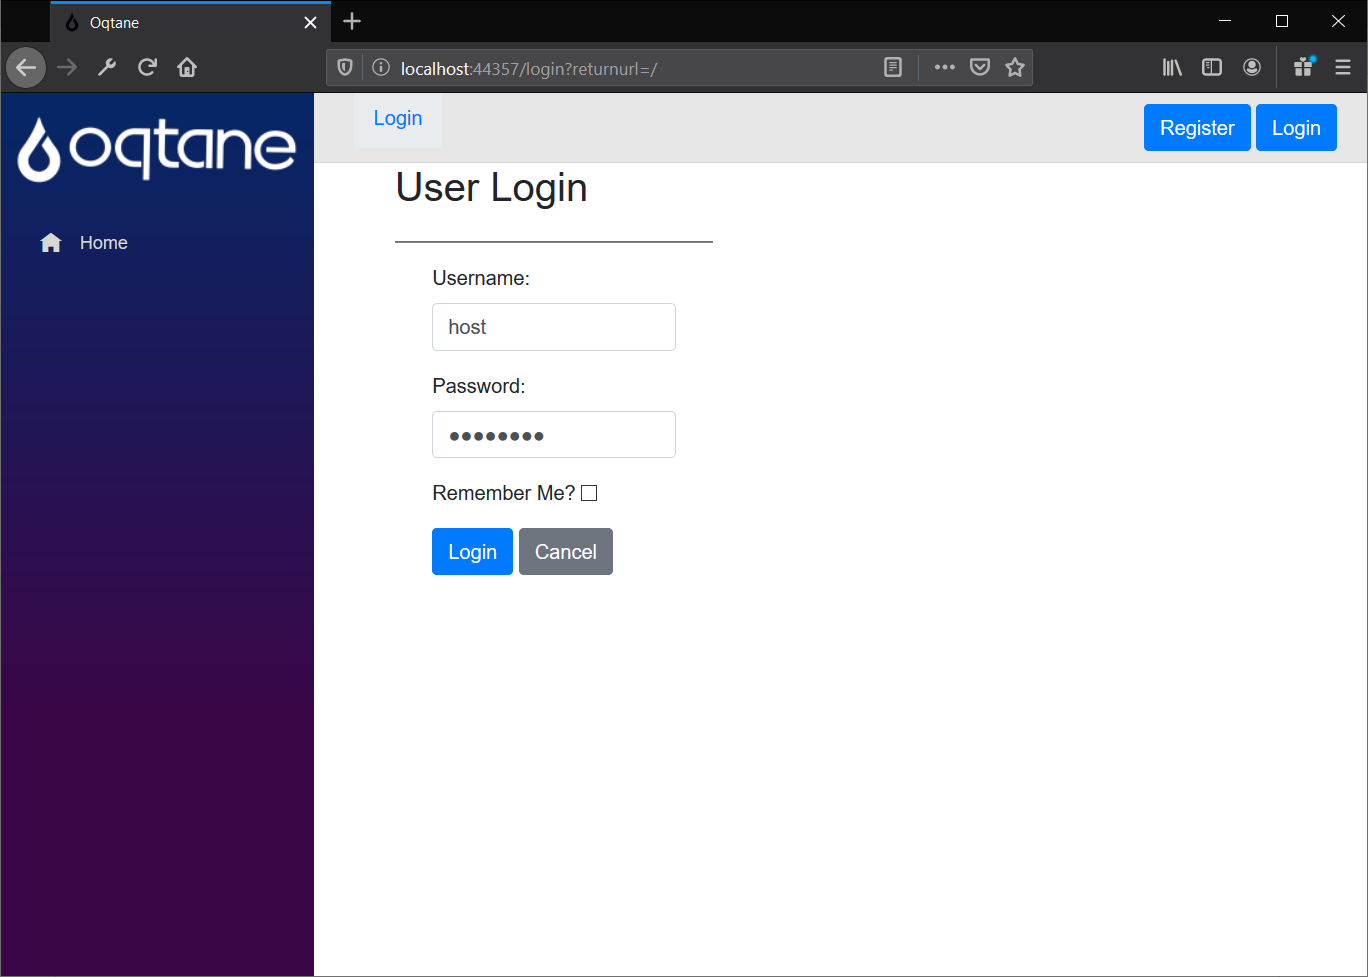 Oqtane
localhost:44357/login?returnurl=/
oqtane
Login
Register
Login
User Login
Home
Username:
host
Password:
Remember Me?
Login
Cancel